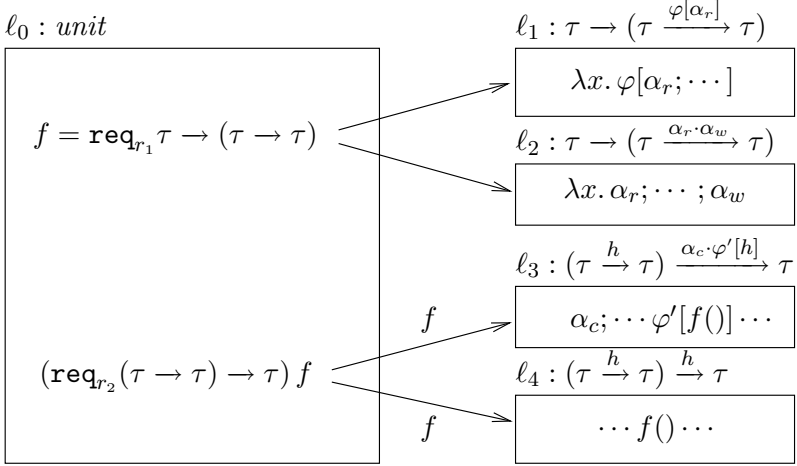 ℓ₀ : unit
f = req_{r₁} τ → (τ → τ)
(req_{r₂}(τ → τ) → τ) f
f
f
ℓ₁ : τ → (τ –φ[α_r]→ τ)
λx. φ[α_r; ⋯ ]
ℓ₂ : τ → (τ –α_r·α_w→ τ)
λx. α_r; ⋯ ; α_w
ℓ₃ : (τ –h→ τ) –α_c·φ′[h]→ τ
α_c; ⋯ φ′[f()] ⋯
ℓ₄ : (τ –h→ τ) –h→ τ
⋯ f() ⋯